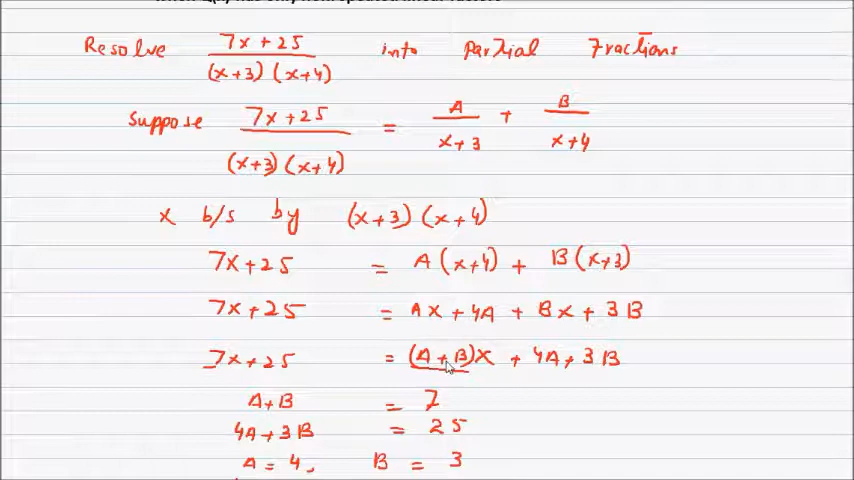 Resolve 7x+25 / (x+3)(x+4) into Partial Fractions
Suppose 7x+25 / (x+3)(x+4) = A / x+3 + B / x+4
x b/s by (x+3)(x+4)
7x+25 = A(x+4) + B(x+3)
7x+25 = Ax+4A + Bx+3B
7x+25 = (A+B)x + 4A+3B
A+B = 7
4A+3B = 25
A=4, B = 3